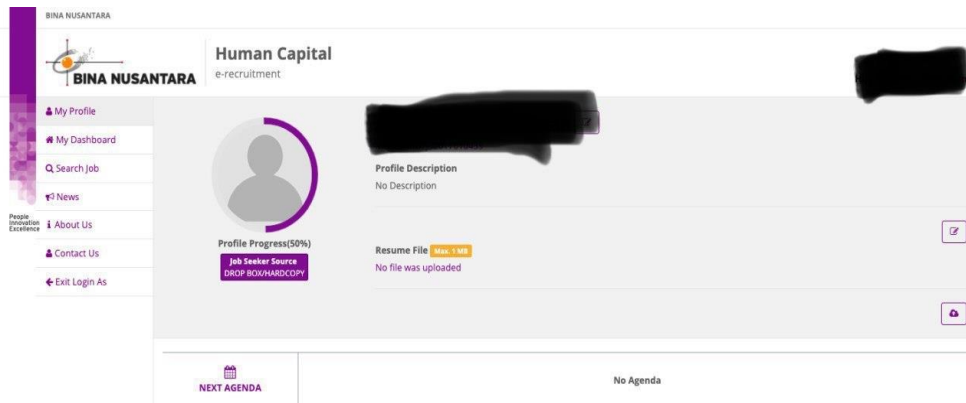 BINA NUSANTARA
BINA NUSANTARA
Human Capital
e-recruitment
People
Innovation
Excellence
My Profile
My Dashboard
Search Job
News
About Us
Contact Us
Exit Login As
Profile Progress(50%)
Job Seeker Source
DROP BOX/HARDCOPY
Profile Description
No Description
Resume File Max. 1 MB
No file was uploaded
NEXT AGENDA
No Agenda